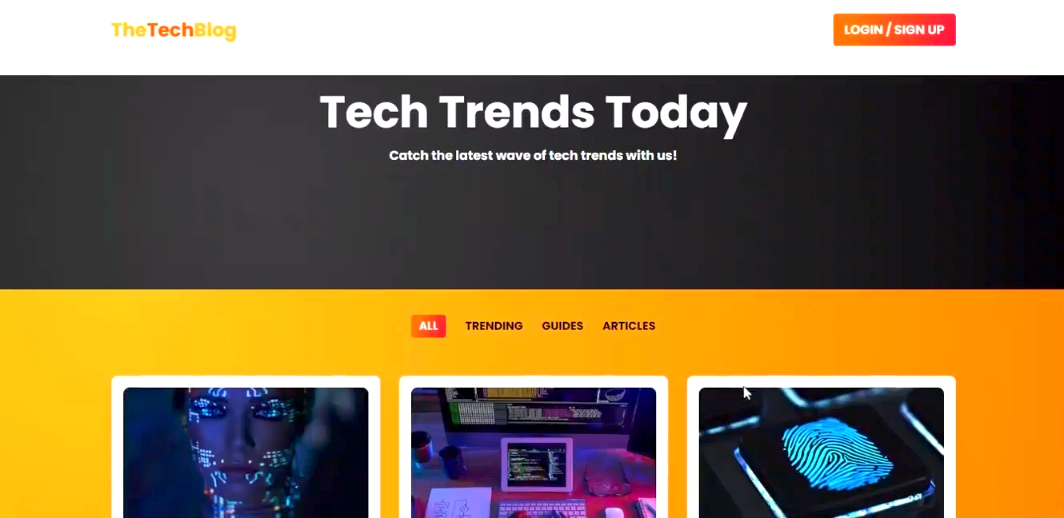 TheTechBlog
LOGIN / SIGN UP
Tech Trends Today
Catch the latest wave of tech trends with us!
ALL TRENDING GUIDES ARTICLES